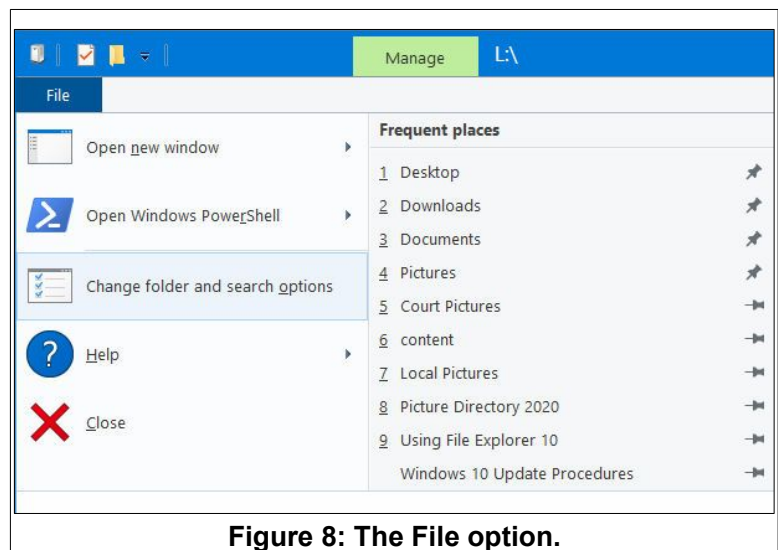 Manage L:\
File
Open new window
Open Windows PowerShell
Change folder and search options
Help
Close
Frequent places
1 Desktop
2 Downloads
3 Documents
4 Pictures
5 Court Pictures
6 content
7 Local Pictures
8 Picture Directory 2020
9 Using File Explorer 10
Windows 10 Update Procedures
Figure 8: The File option.